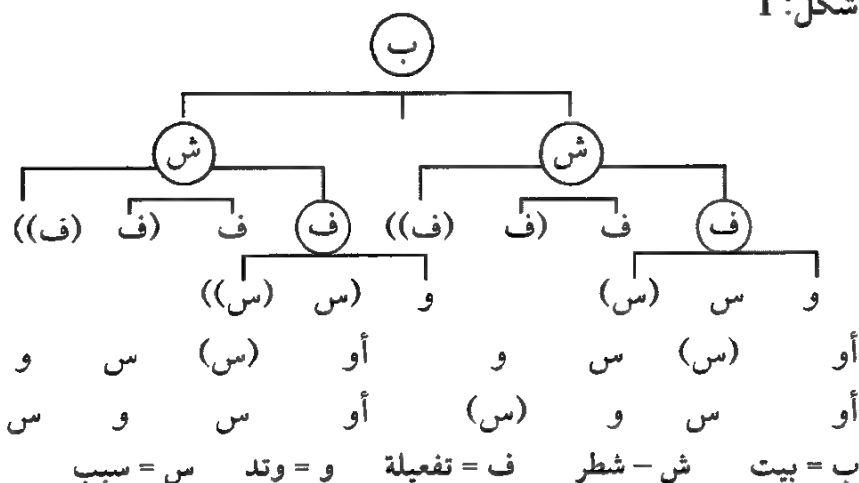 شكل: 1
ب
ش ش
ف ف (ف (ف)) ف ف (ف (ف))
و س (س) و (س (س))
أو (س) س و أو (س) س و
أو س و (س) أو س و س
ب = بيت ش – شطر ف = تفعيلة و = وتد س = سبب